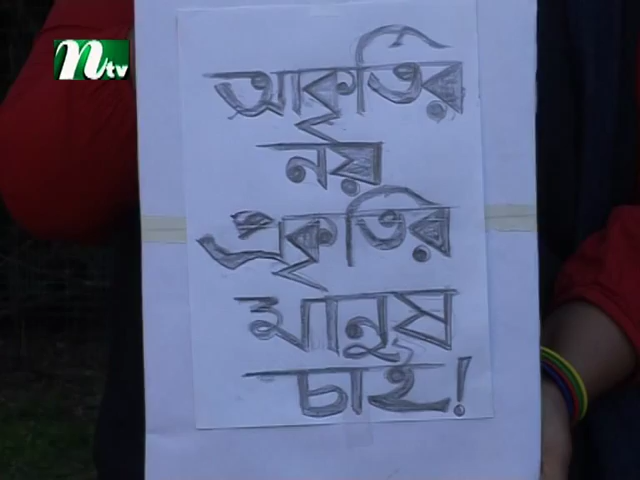 ntv
আকৃতির
নয়
প্রকৃতির
মানুষ
চাই!